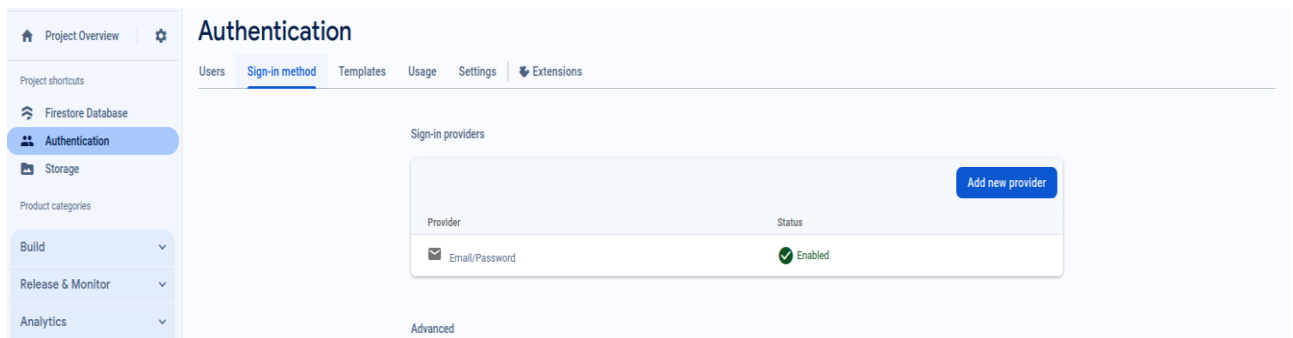 Project Overview
Project shortcuts
Firestore Database
Authentication
Storage
Product categories
Build
Release & Monitor
Analytics
Authentication
Users Sign-in method Templates Usage Settings Extensions
Sign-in providers
Add new provider
Provider Status
Email/Password Enabled
Advanced